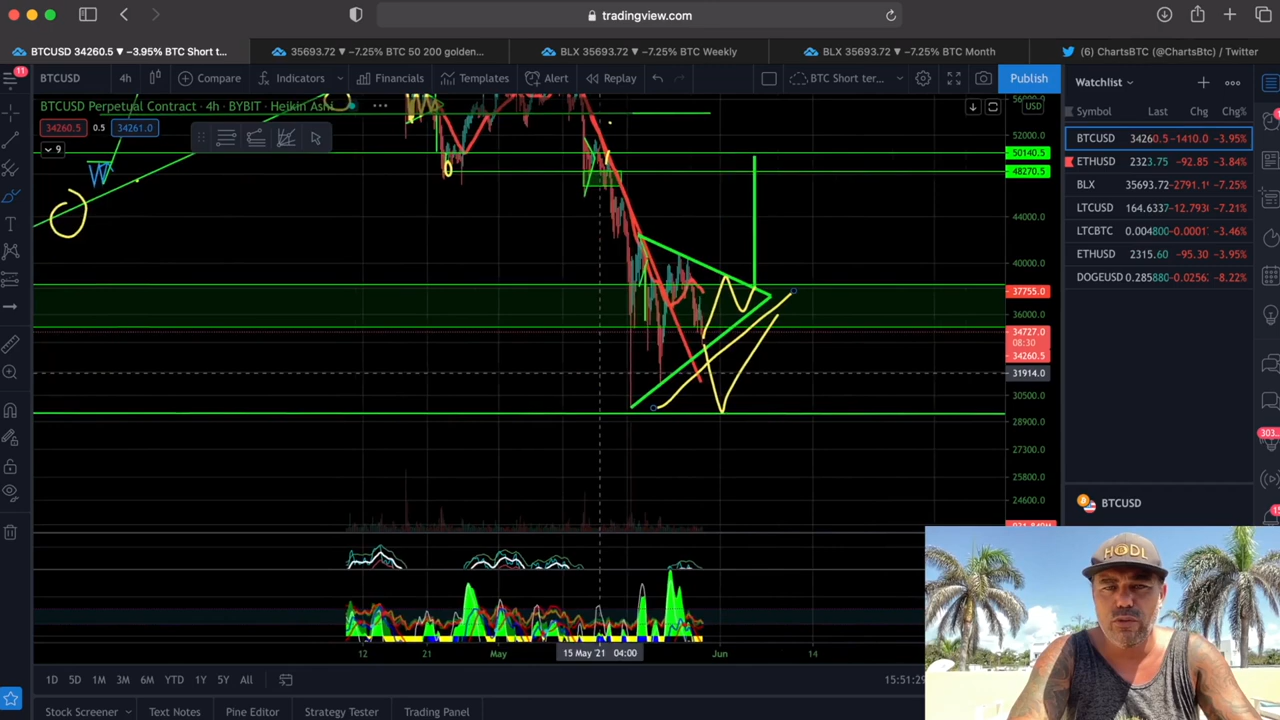 tradingview.com
BTCUSD 34260.5 ▼ −3.95% BTC Short t...
35693.72 ▼ −7.25% BTC 50 200 golden...
BLX 35693.72 ▼ −7.25% BTC Weekly
BLX 35693.72 ▼ −7.25% BTC Month
(6) ChartsBTC (@ChartsBtc) / Twitter
11
BTCUSD
4h
Compare
Indicators
Financials
Templates
Alert
Replay
BTC Short ter...
Publish
Watchlist
BTCUSD Perpetual Contract · 4h · BYBIT · Heikin Ashi
USD
34260.5
0.5
34261.0
9
W
Symbol
Last
Chg
Chg%
BTCUSD
34260.5
-1410.0
-3.95%
ETHUSD
2323.75
-92.85
-3.84%
BLX
35693.72
-7.25%
LTCUSD
164.6337
-7.21%
LTCBTC
-3.46%
ETHUSD
2315.60
-95.30
-3.95%
DOGEUSD
0.285880
-8.22%
56000.0
52000.0
50140.5
48270.5
44000.0
40000.0
37755.0
36000.0
34727.0
08:30
34260.5
31914.0
30500.0
28900.0
27300.0
25800.0
24600.0
303...
BTCUSD
12
21
May
15 May '21 04:00
Jun
14
1D
5D
1M
3M
6M
YTD
1Y
5Y
All
15:51:29
Stock Screener
Text Notes
Pine Editor
Strategy Tester
Trading Panel
HODL